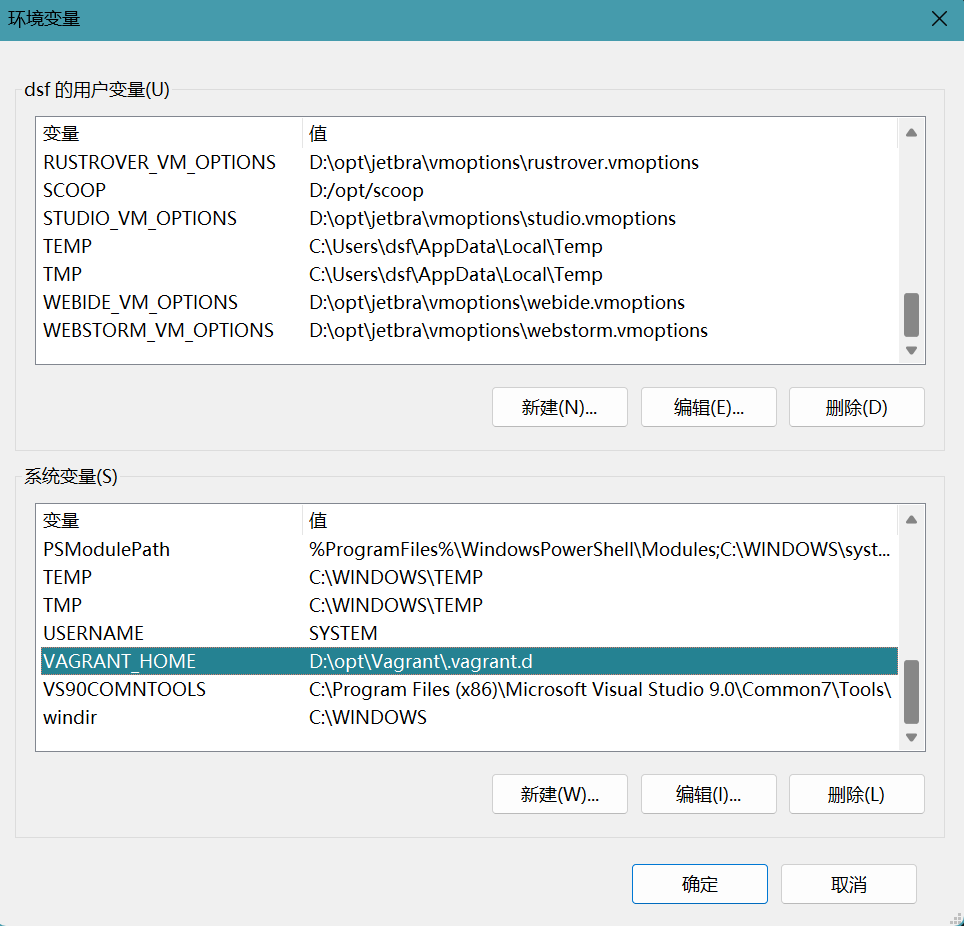 环境变量
dsf 的用户变量(U)
变量 值
RUSTROVER_VM_OPTIONS D:\opt\jetbra\vmoptions\rustrover.vmoptions
SCOOP D:/opt/scoop
STUDIO_VM_OPTIONS D:\opt\jetbra\vmoptions\studio.vmoptions
TEMP C:\Users\dsf\AppData\Local\Temp
TMP C:\Users\dsf\AppData\Local\Temp
WEBIDE_VM_OPTIONS D:\opt\jetbra\vmoptions\webide.vmoptions
WEBSTORM_VM_OPTIONS D:\opt\jetbra\vmoptions\webstorm.vmoptions
新建(N)... 编辑(E)... 删除(D)
系统变量(S)
变量 值
PSModulePath %ProgramFiles%\WindowsPowerShell\Modules;C:\WINDOWS\syst...
TEMP C:\WINDOWS\TEMP
TMP C:\WINDOWS\TEMP
USERNAME SYSTEM
VAGRANT_HOME D:\opt\Vagrant\.vagrant.d
VS90COMNTOOLS C:\Program Files (x86)\Microsoft Visual Studio 9.0\Common7\Tools\
windir C:\WINDOWS
新建(W)... 编辑(I)... 删除(L)
确定 取消